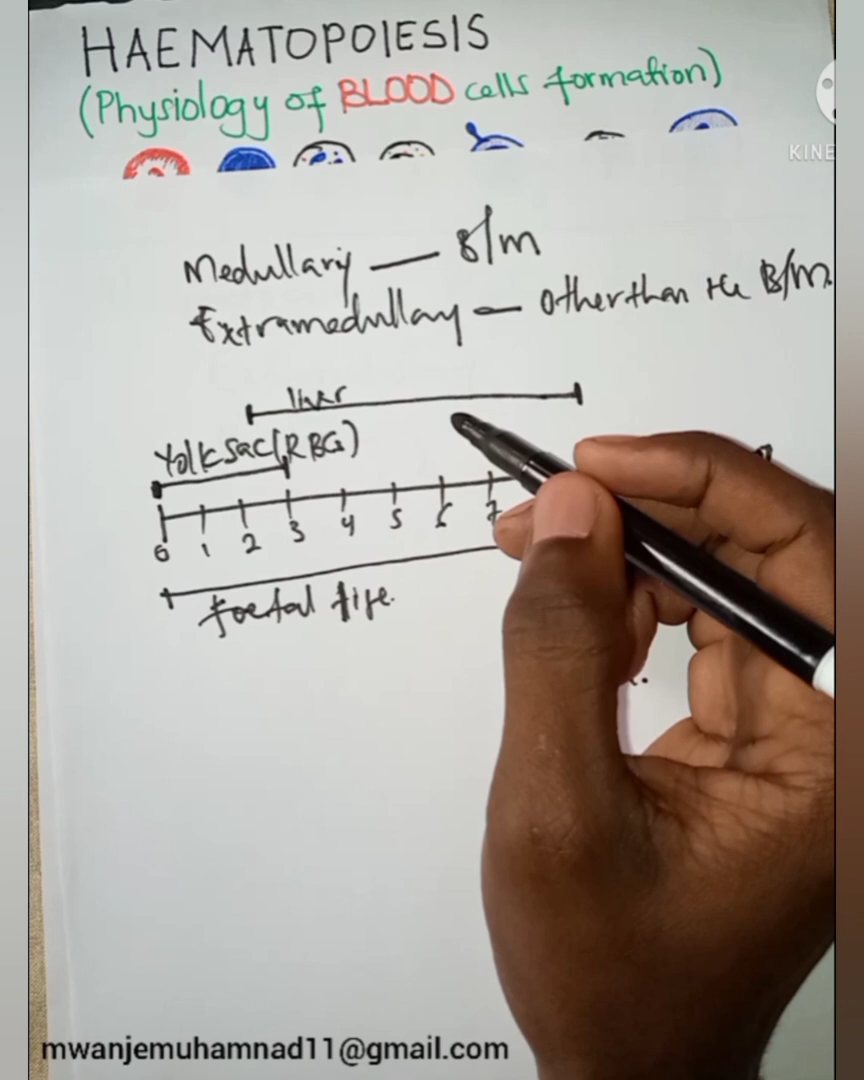 HAEMATOPOIESIS
(Physiology of BLOOD cells formation)
KINE
Medullary — B/m
Extramedullary — Other than the B/m
liver
Yolk sac (RBC)
0 1 2 3 4 5 6 7
foetal life.
mwanjemuhamnad11@gmail.com